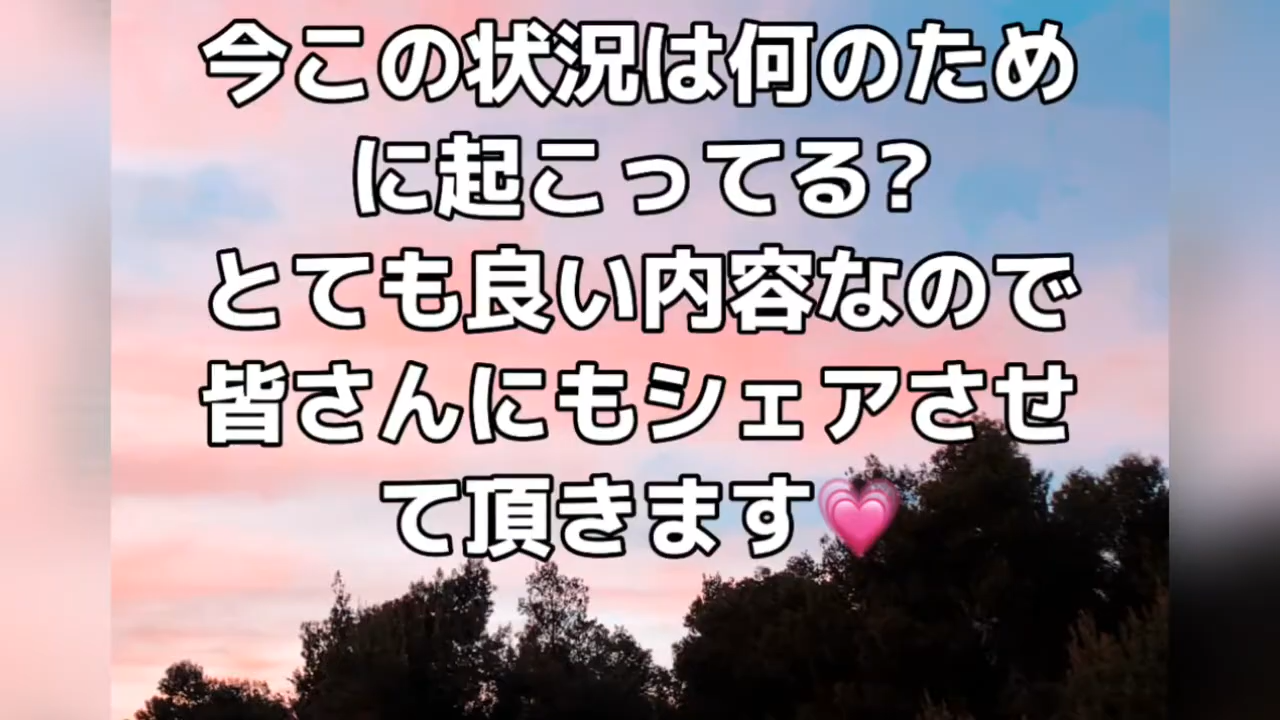 今この状況は何のため
に起こってる?
とても良い内容なので
皆さんにもシェアさせ
て頂きます💗